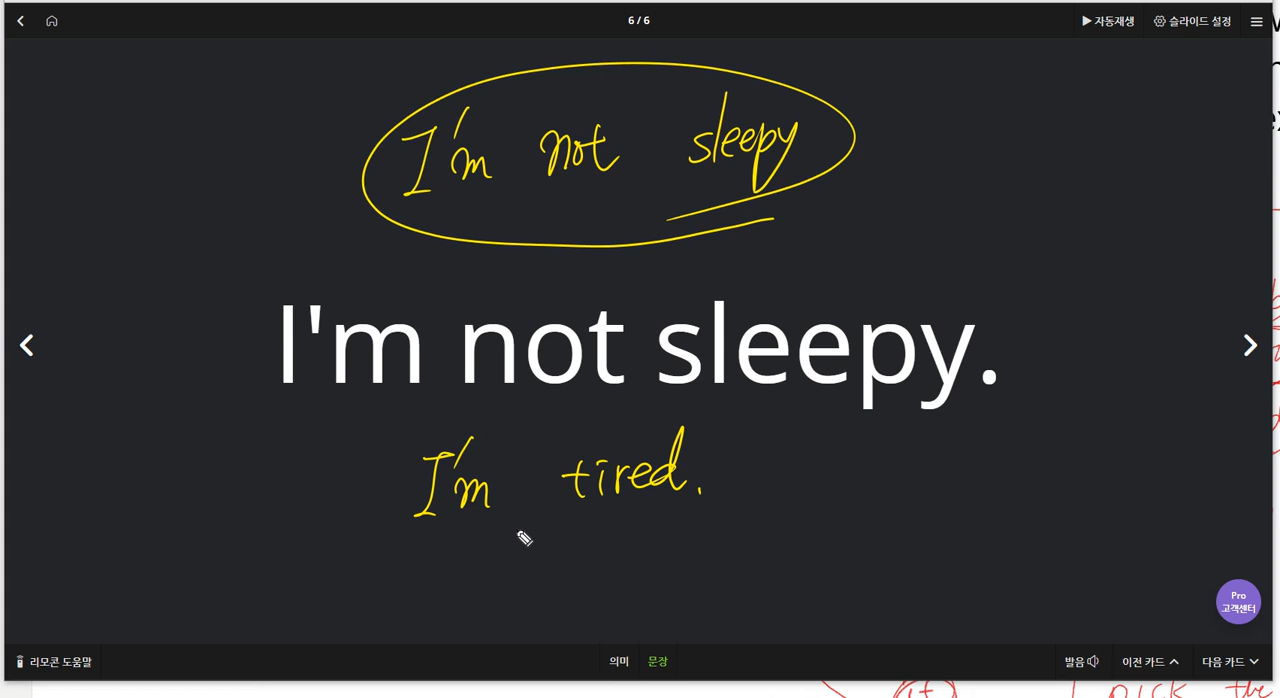 6 / 6
▶ 자동재생
슬라이드 설정
I'm not sleepy
I'm not sleepy.
I'm tired.
Pro
고객센터
리모콘 도움말
의미
문장
발음
이전 카드
다음 카드
I pick the